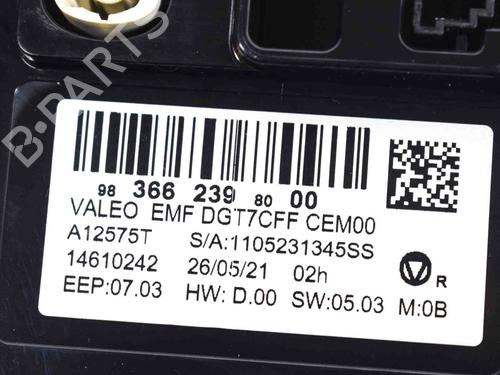 B-PARTS
98 366 239 80 00
VALEO EMF DGT7CFF CEM00
A12575T S/A:1105231345SS
14610242 26/05/21 02h
V R
EEP:07.03 HW: D.00 SW:05.03 M:0B